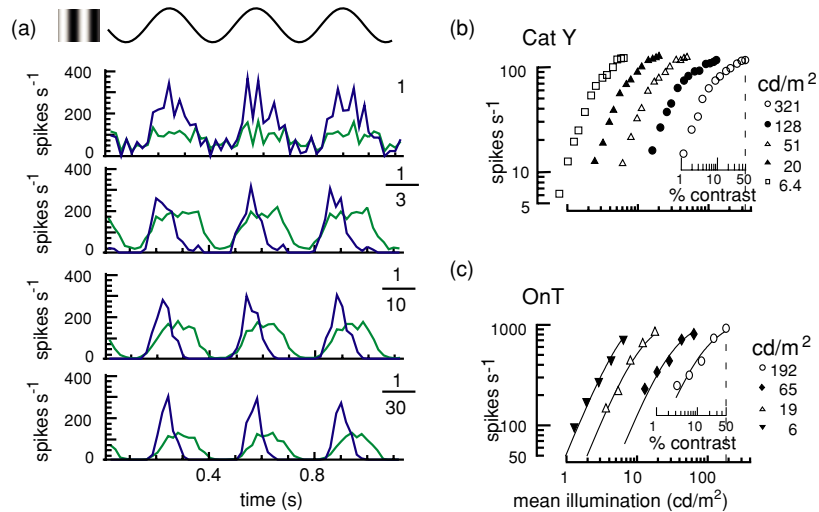 (a)
400
200
0
spikes s⁻¹
1
400
200
0
spikes s⁻¹
1
3
400
200
0
spikes s⁻¹
1
10
400
200
0
spikes s⁻¹
1
30
0.4 0.8
time (s)
(b) Cat Y
100
10
5
spikes s⁻¹
1 10 50
% contrast
cd/m²
321
128
51
20
6.4
(c) OnT
1000
100
50
spikes s⁻¹
1 10 50
% contrast
cd/m²
192
65
19
6
1 10 100
mean illumination (cd/m²)